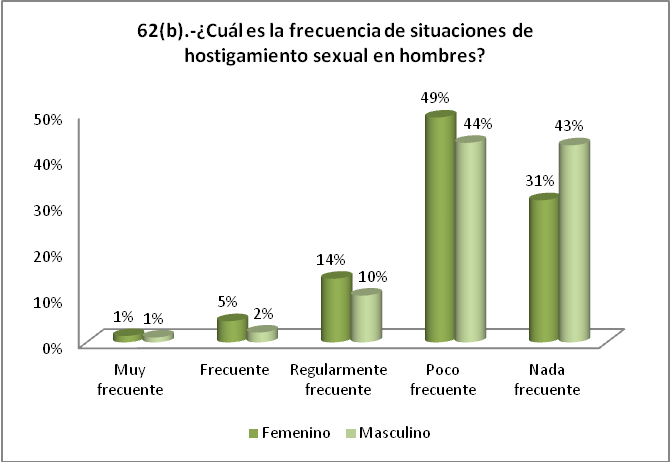 62(b).-¿Cuál es la frecuencia de situaciones de
hostigamiento sexual en hombres?
50%
40%
30%
20%
10%
0%
1%
1%
5%
2%
14%
10%
49%
44%
31%
43%
Muy
frecuente
Frecuente
Regularmente
frecuente
Poco
frecuente
Nada
frecuente
Femenino
Masculino